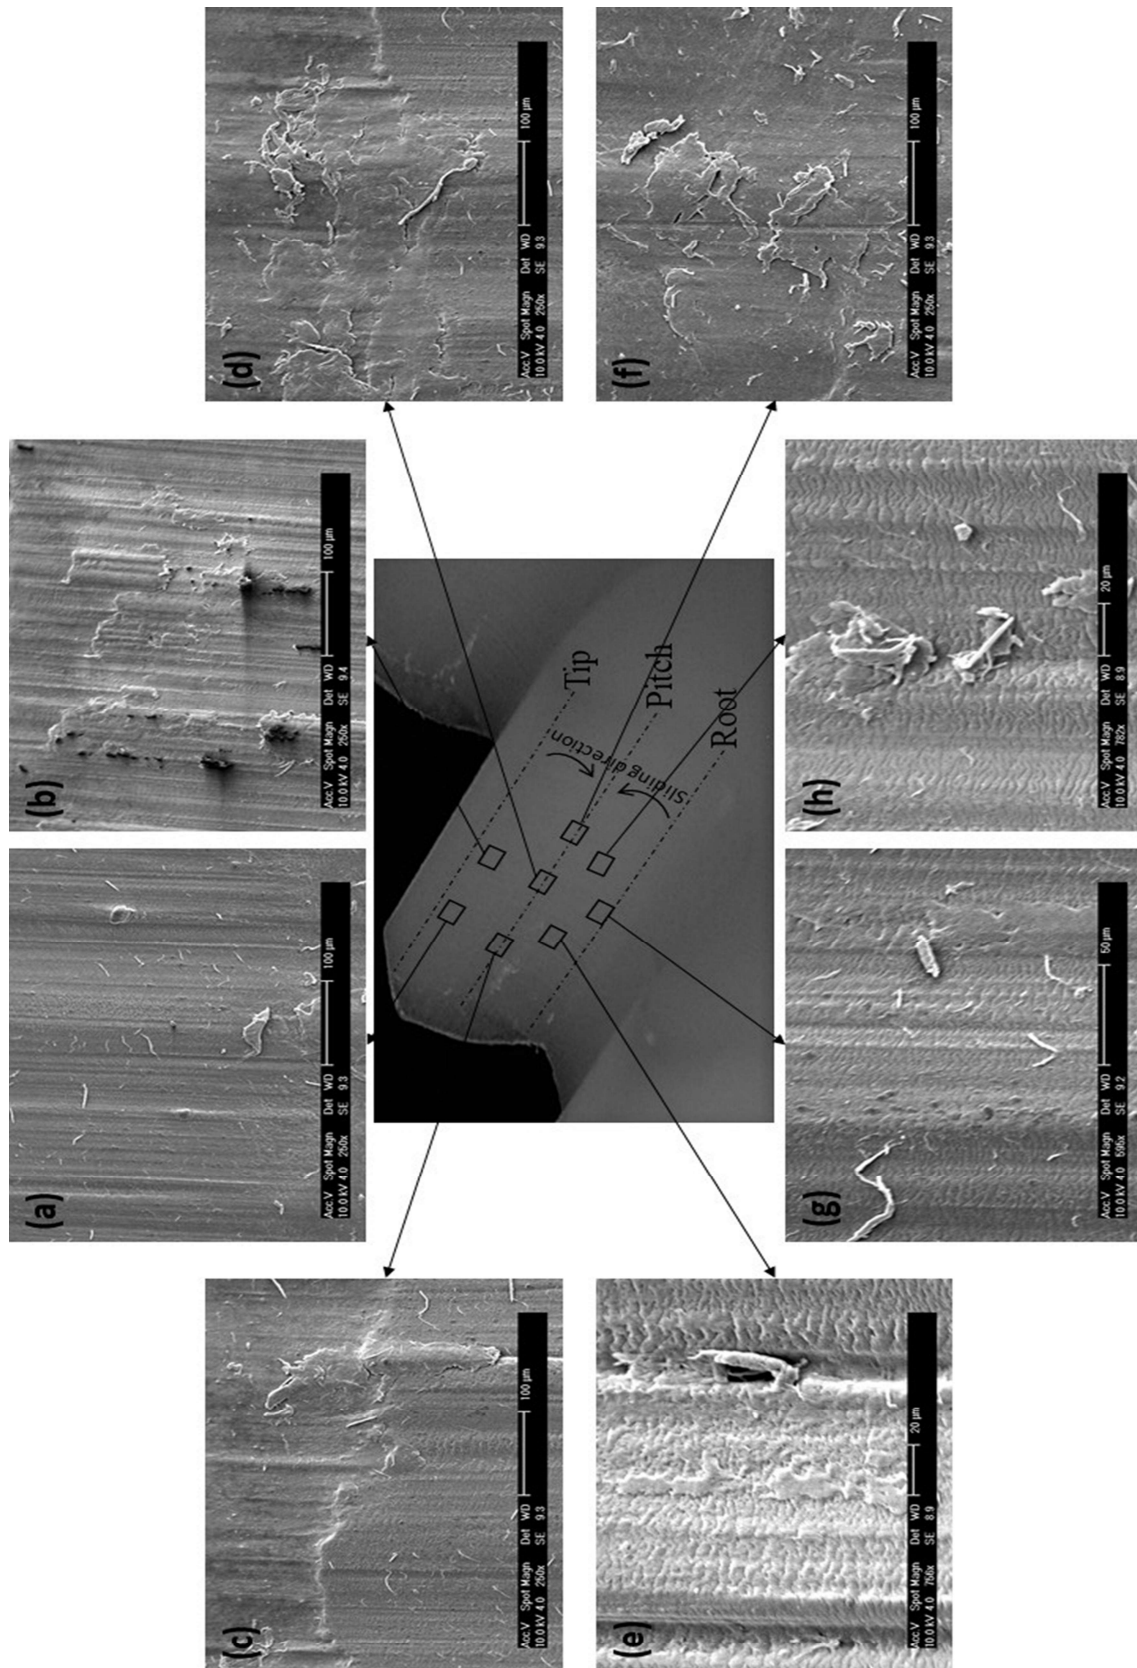 (a)
Acc.V Spot Magn Det WD
10.0 kV 4.0 250x SE 9.3
100 µm
(b)
Acc.V Spot Magn Det WD
10.0 kV 4.0 250x SE 9.4
100 µm
(c)
Acc.V Spot Magn Det WD
10.0 kV 4.0 250x SE 9.3
100 µm
(d)
Acc.V Spot Magn Det WD
10.0 kV 4.0 250x SE 9.3
100 µm
Tip
Pitch
Root
Sliding direction
(e)
Acc.V Spot Magn Det WD
10.0 kV 4.0 756x SE 8.9
20 µm
(f)
Acc.V Spot Magn Det WD
10.0 kV 4.0 250x SE 9.3
100 µm
(g)
Acc.V Spot Magn Det WD
10.0 kV 4.0 595x SE 9.2
50 µm
(h)
Acc.V Spot Magn Det WD
10.0 kV 4.0 782x SE 8.9
20 µm